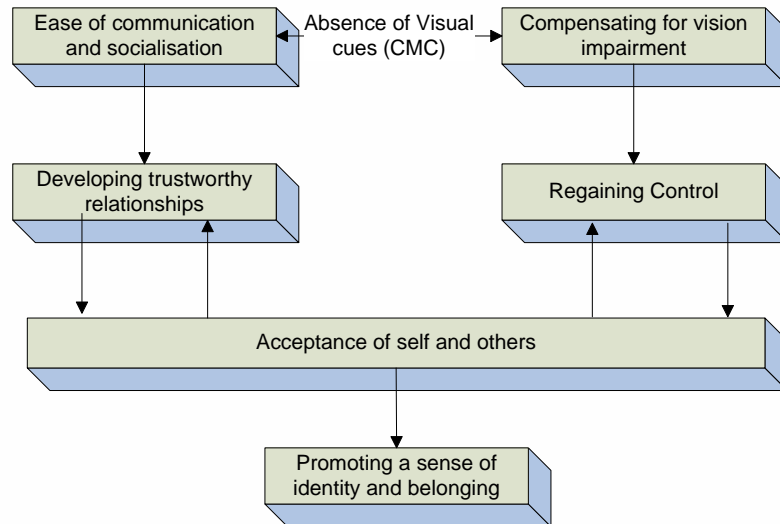 Ease of communication
and socialisation
Absence of Visual
cues (CMC)
Compensating for vision
impairment
Developing trustworthy
relationships
Regaining Control
Acceptance of self and others
Promoting a sense of
identity and belonging